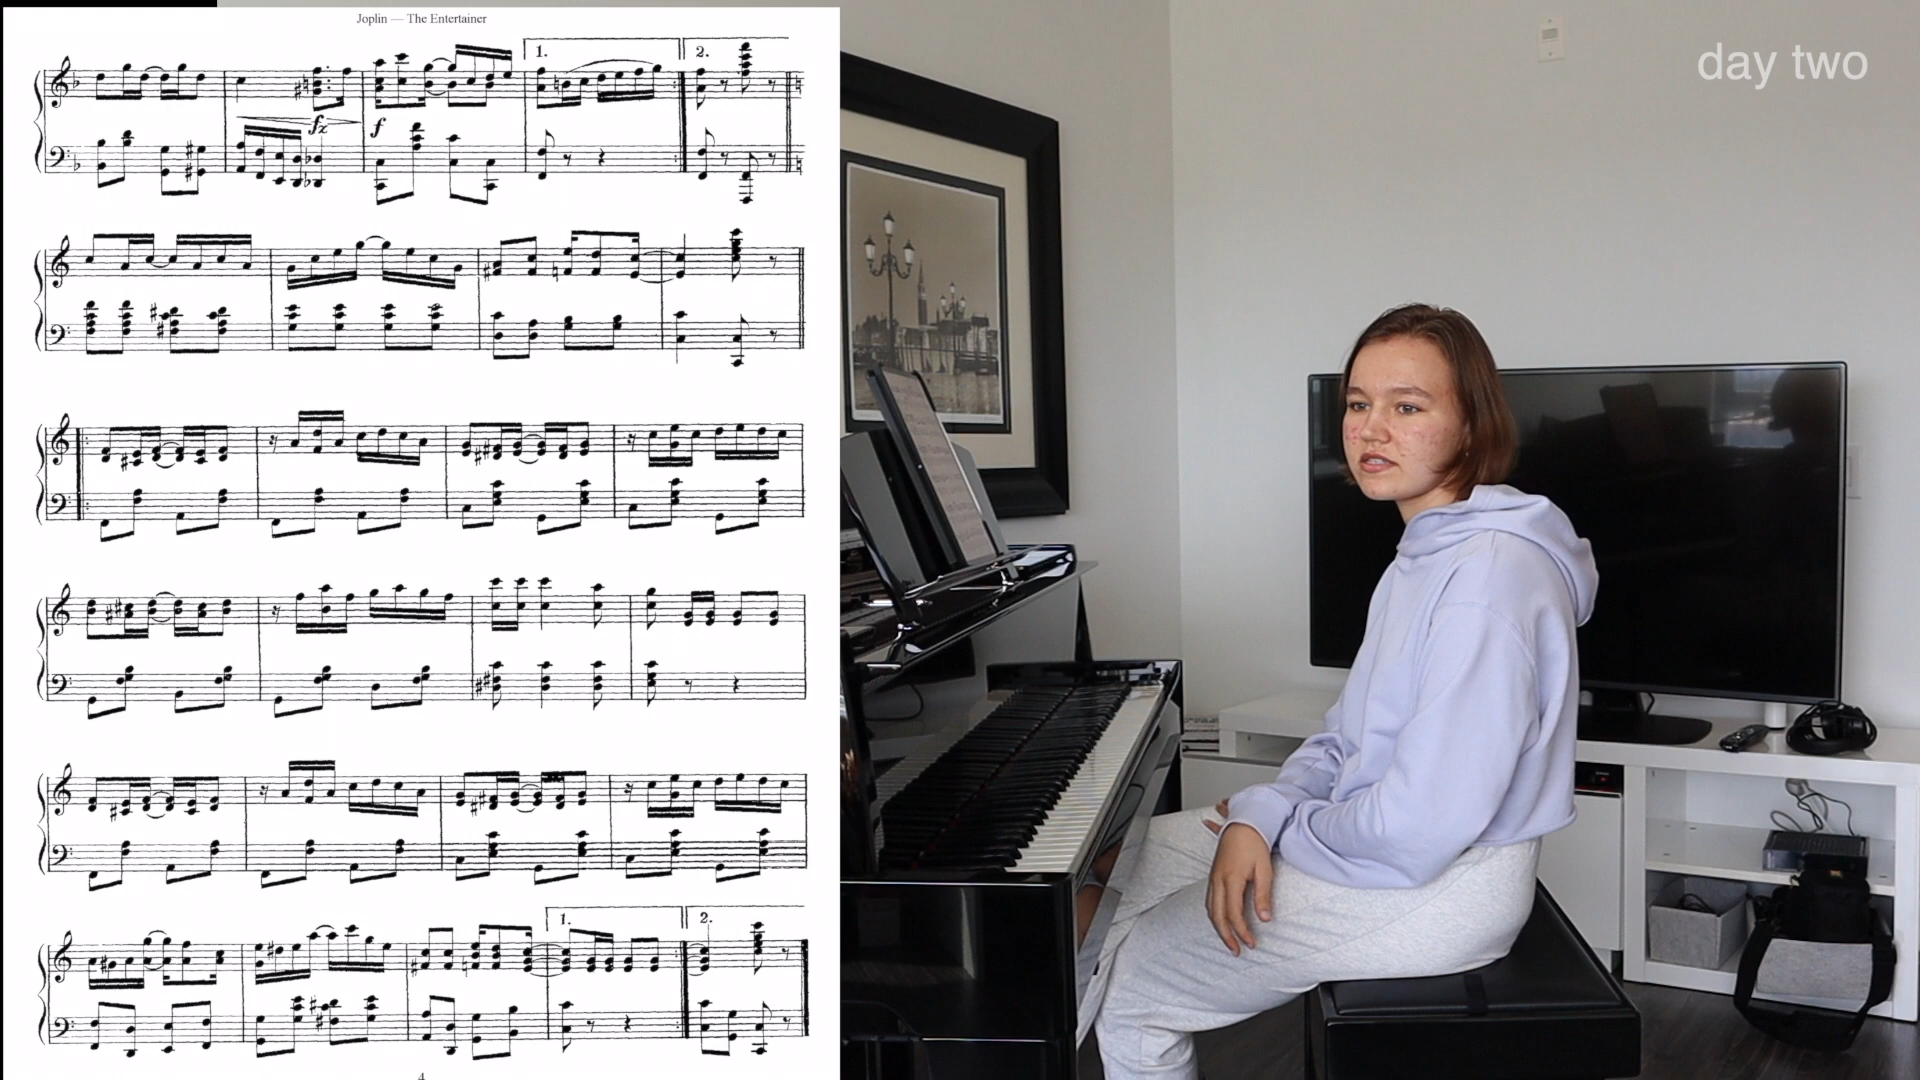 Joplin — The Entertainer
day two
1.
2.
fz
f
1.
2.
4